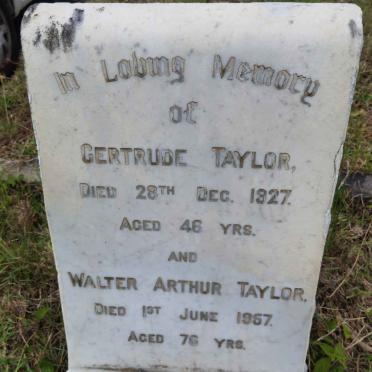 In Loving Memory
of
GERTRUDE TAYLOR,
DIED 28TH DEC. 1927.
AGED 46 YRS.
AND
WALTER ARTHUR TAYLOR.
DIED 1ST JUNE 1957.
AGED 76 YRS.